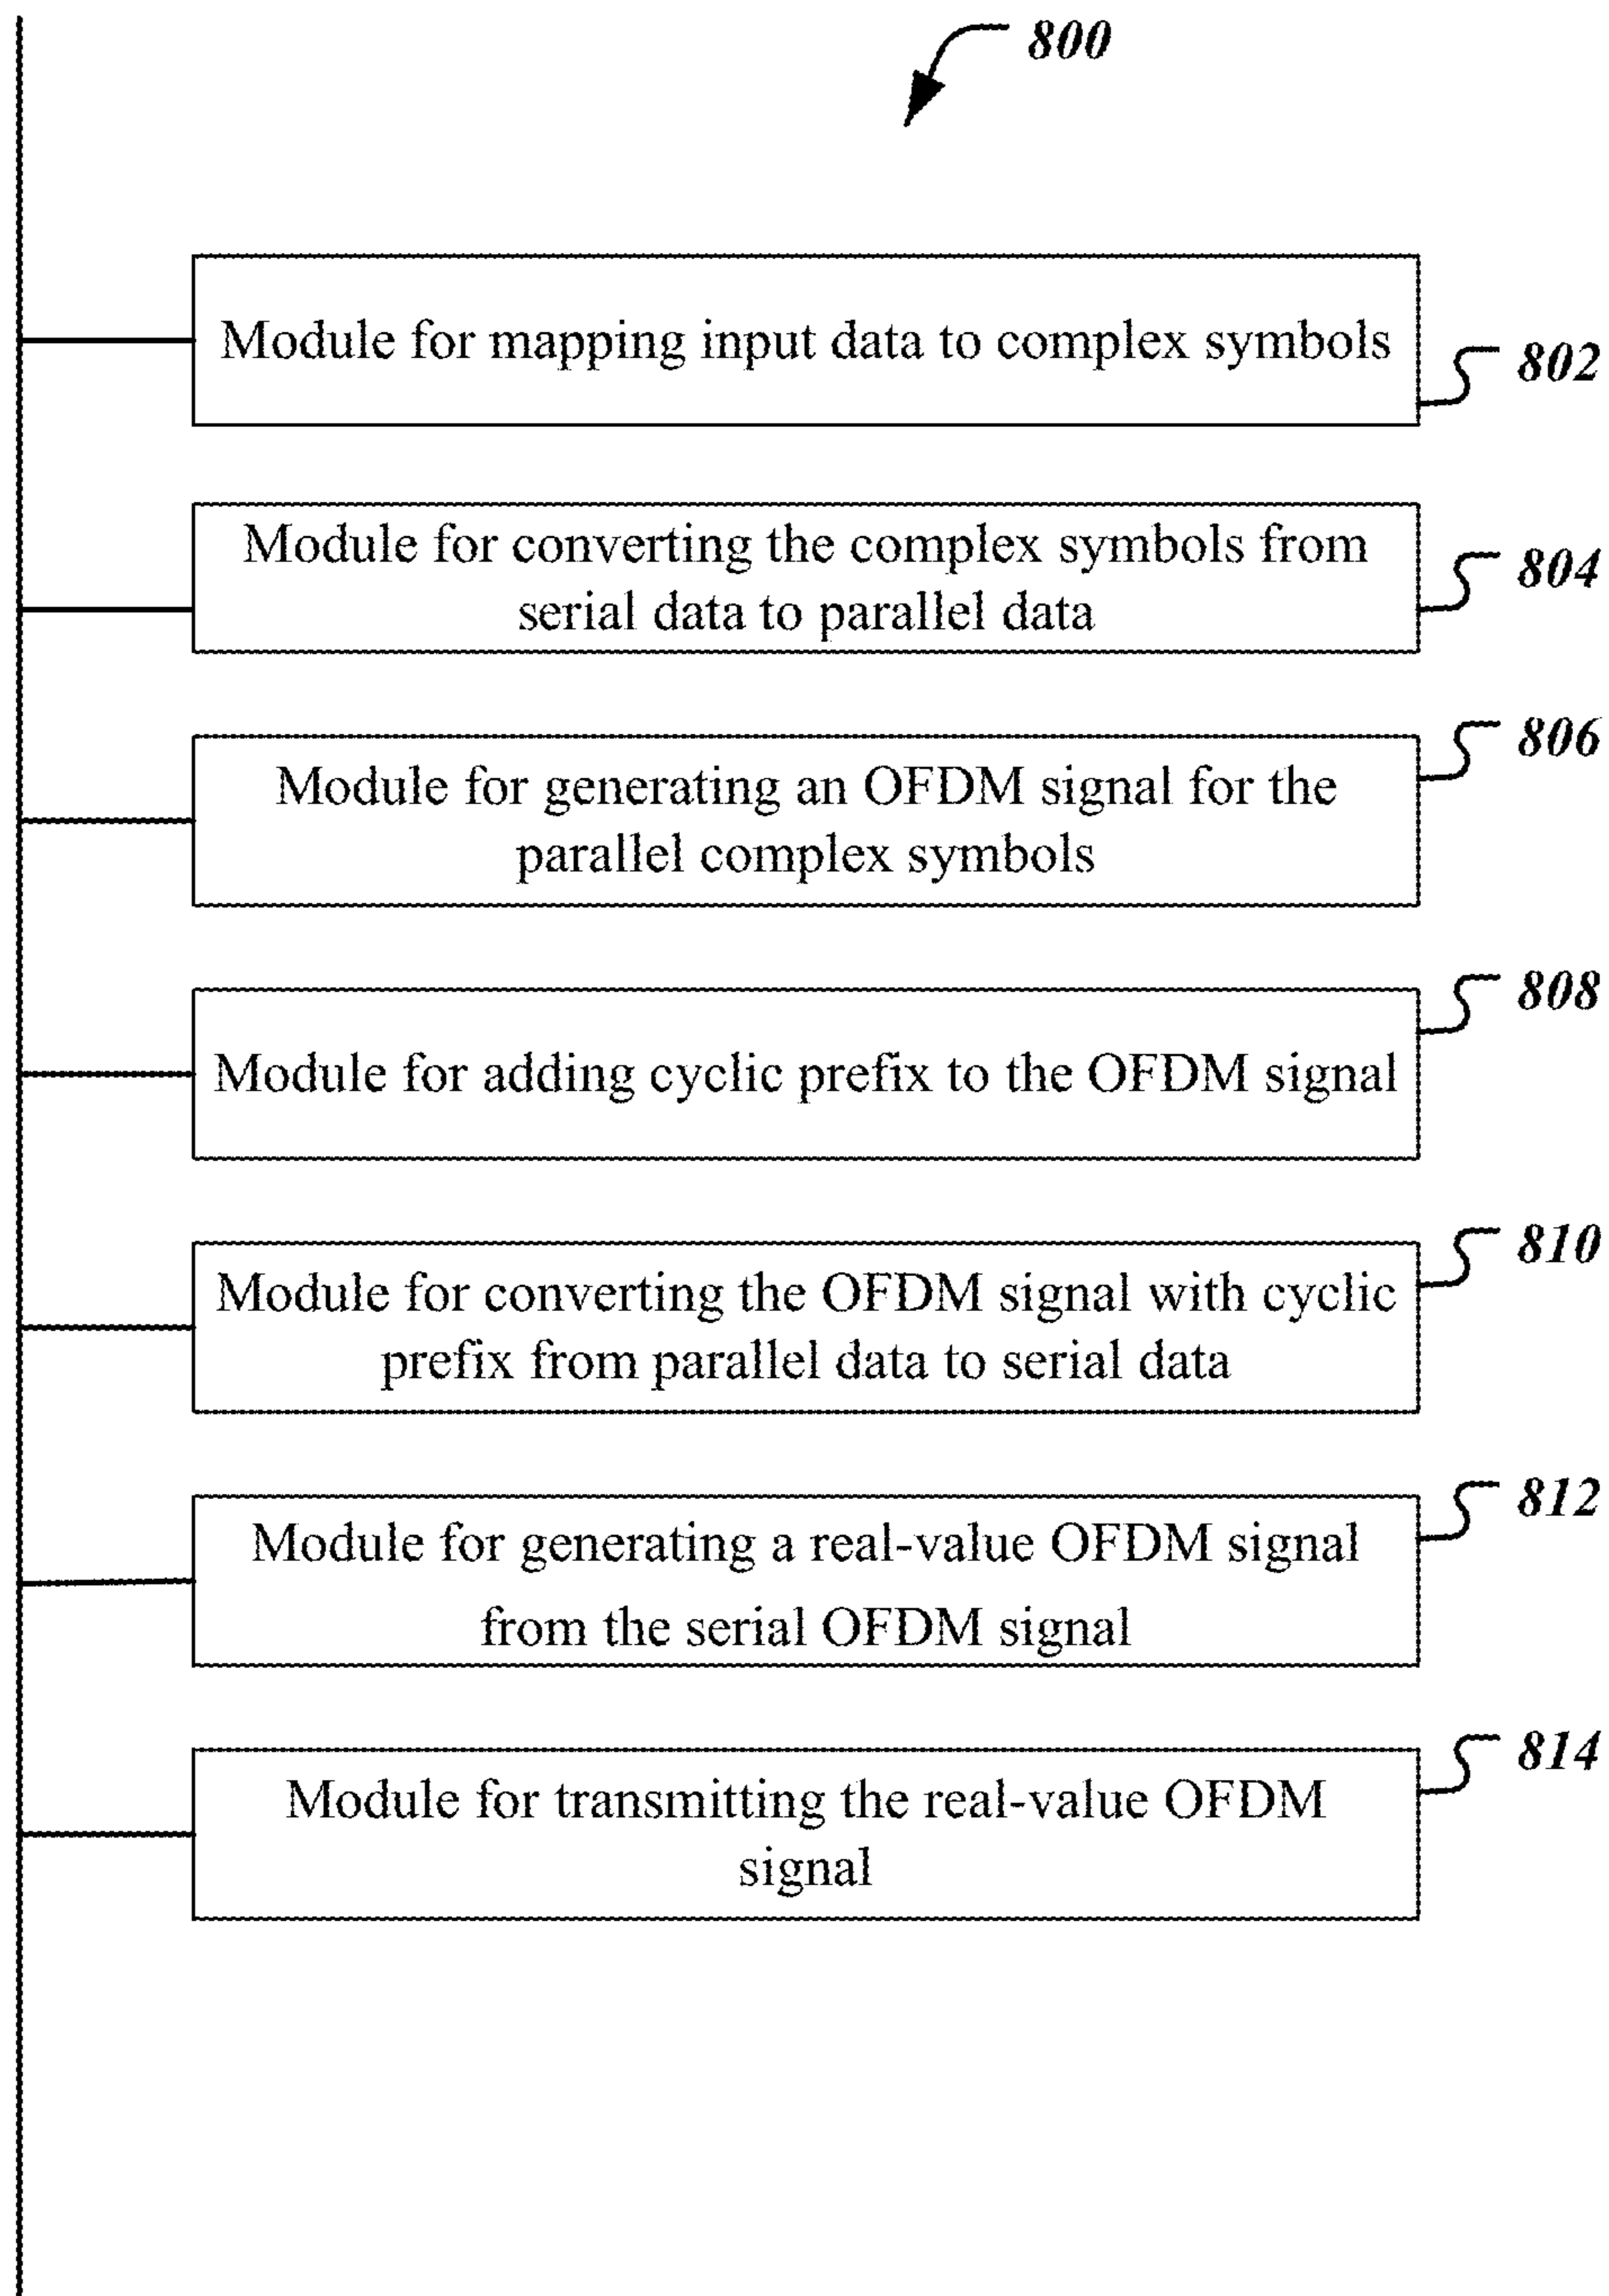 800
Module for mapping input data to complex symbols
802
Module for converting the complex symbols from
serial data to parallel data
804
806
Module for generating an OFDM signal for the
parallel complex symbols
808
Module for adding cyclic prefix to the OFDM signal
810
Module for converting the OFDM signal with cyclic
prefix from parallel data to serial data
812
Module for generating a real-value OFDM signal
from the serial OFDM signal
814
Module for transmitting the real-value OFDM
signal